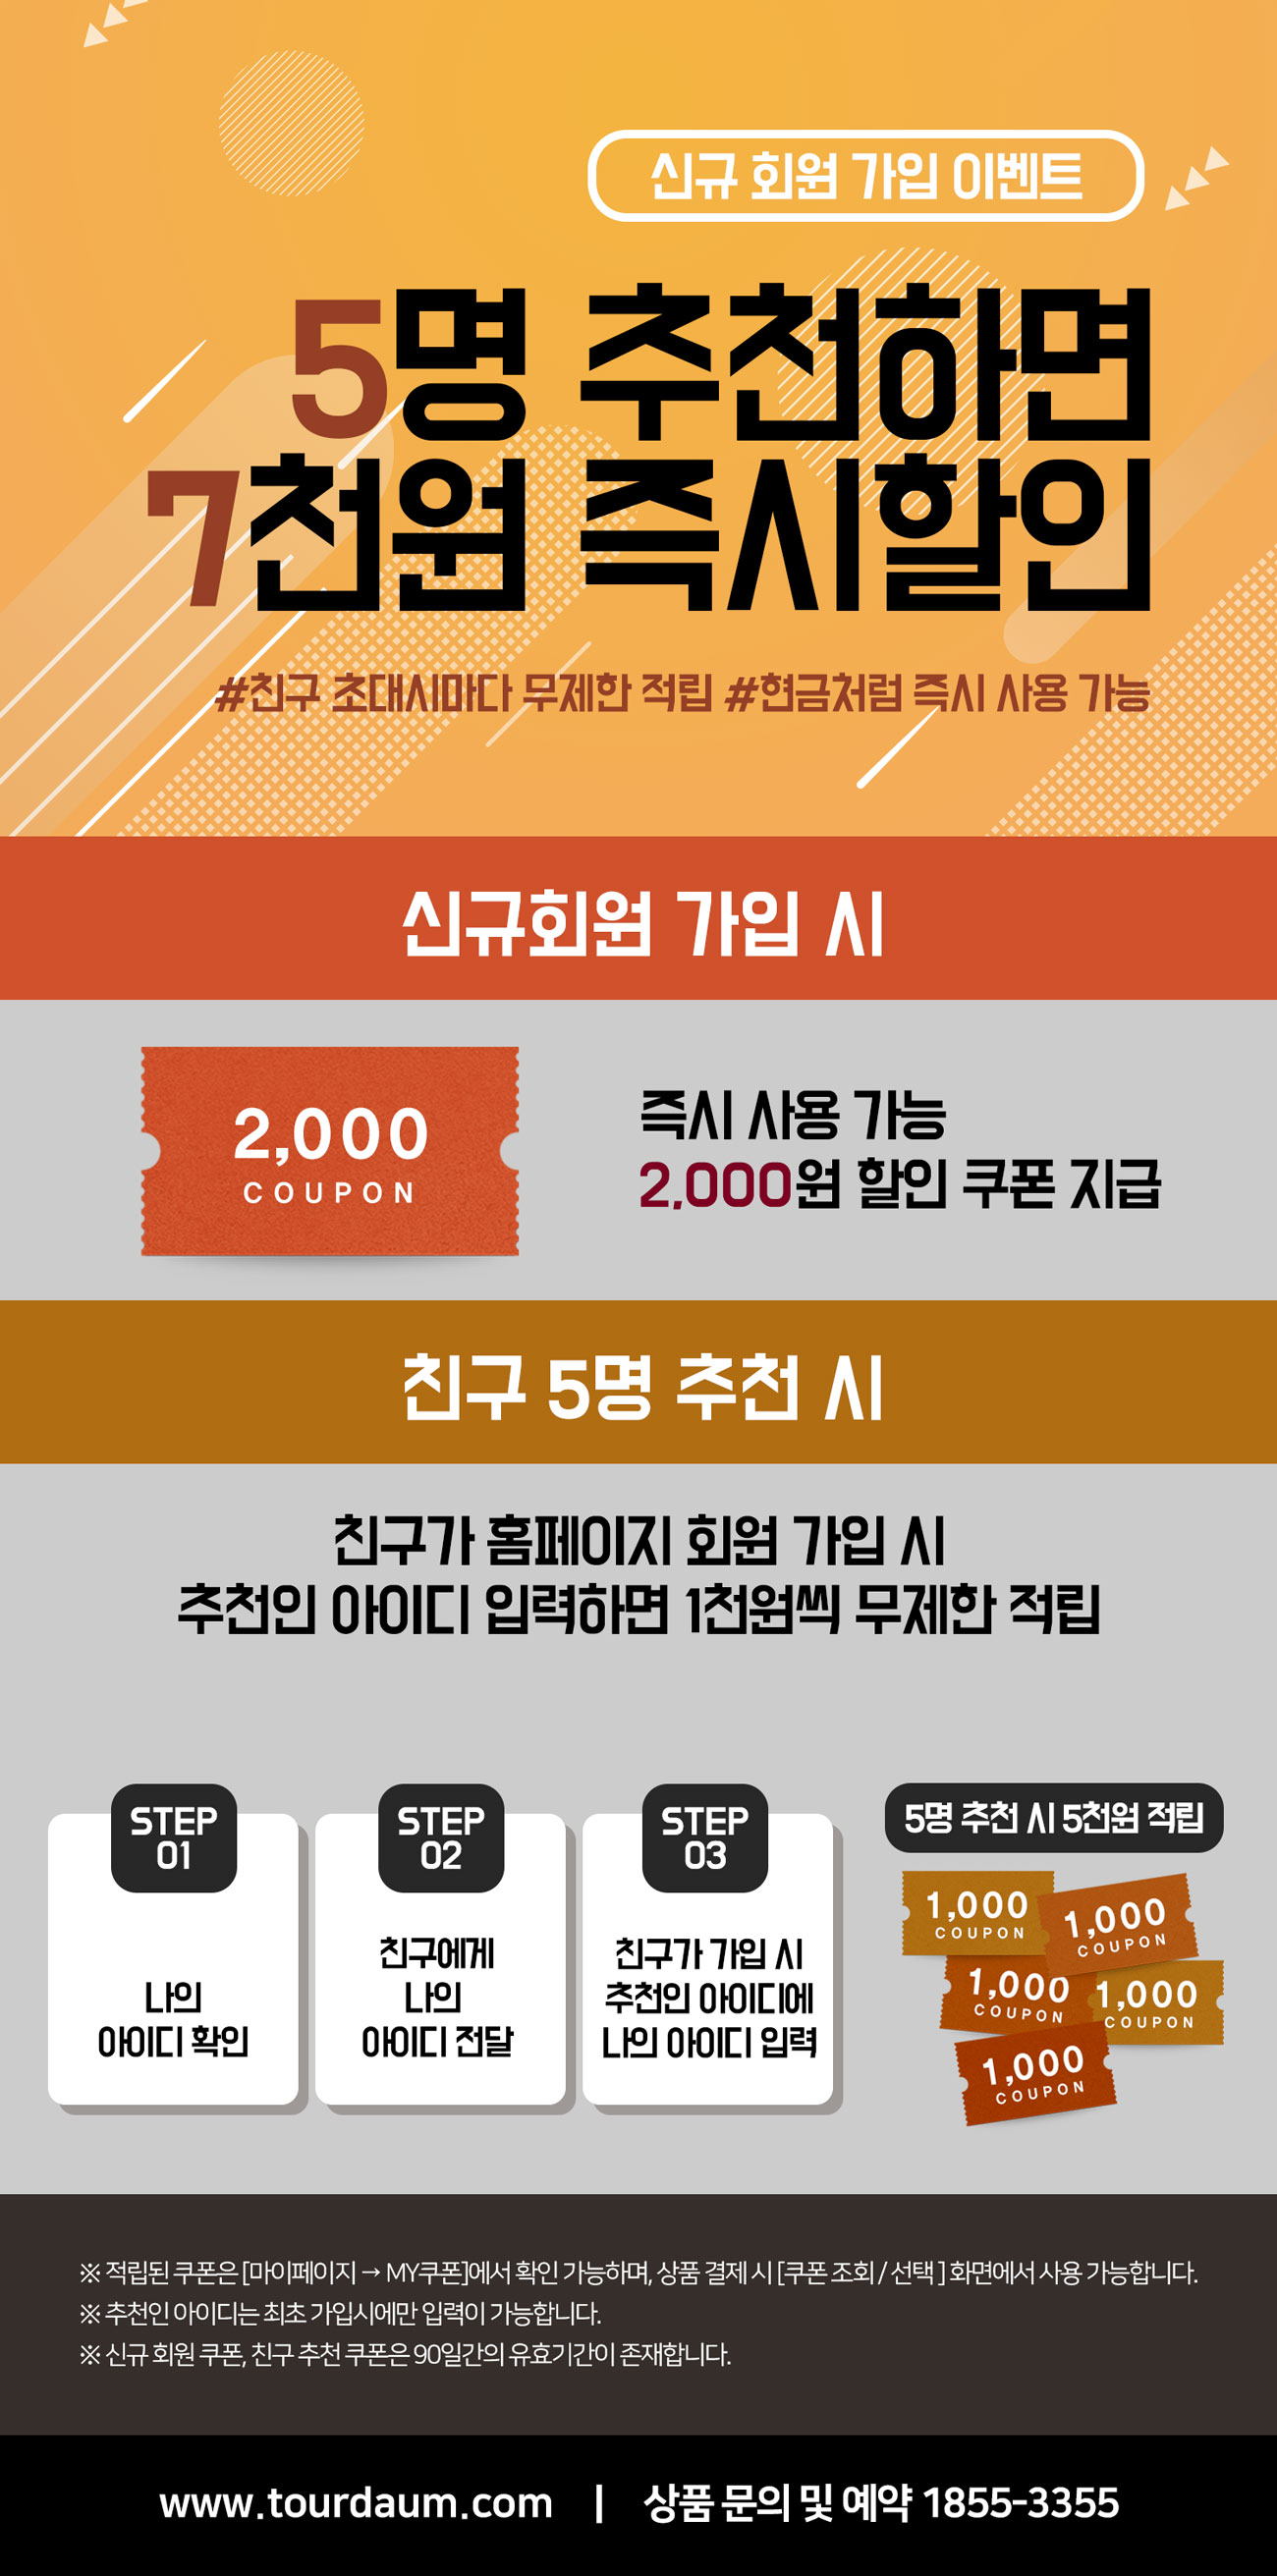 신규 회원 가입 이벤트
5명 추천하면
7천원 즉시할인
#친구 초대시마다 무제한 적립 #현금처럼 즉시 사용 가능
신규회원 가입 시
2,000
COUPON
즉시 사용 가능
2,000원 할인 쿠폰 지급
친구 5명 추천 시
친구가 홈페이지 회원 가입 시
추천인 아이디 입력하면 1천원씩 무제한 적립
STEP
01
나의
아이디 확인
STEP
02
친구에게
나의
아이디 전달
STEP
03
친구가 가입 시
추천인 아이디에
나의 아이디 입력
5명 추천 시 5천원 적립
1,000
COUPON
1,000
COUPON
1,000
COUPON
1,000
COUPON
1,000
COUPON
※ 적립된 쿠폰은 [마이페이지 → MY쿠폰]에서 확인 가능하며, 상품 결제 시 [쿠폰 조회 / 선택 ] 화면에서 사용 가능합니다.
※ 추천인 아이디는 최초 가입시에만 입력이 가능합니다.
※ 신규 회원 쿠폰, 친구 추천 쿠폰은 90일간의 유효기간이 존재합니다.
www.tourdaum.com | 상품 문의 및 예약 1855-3355